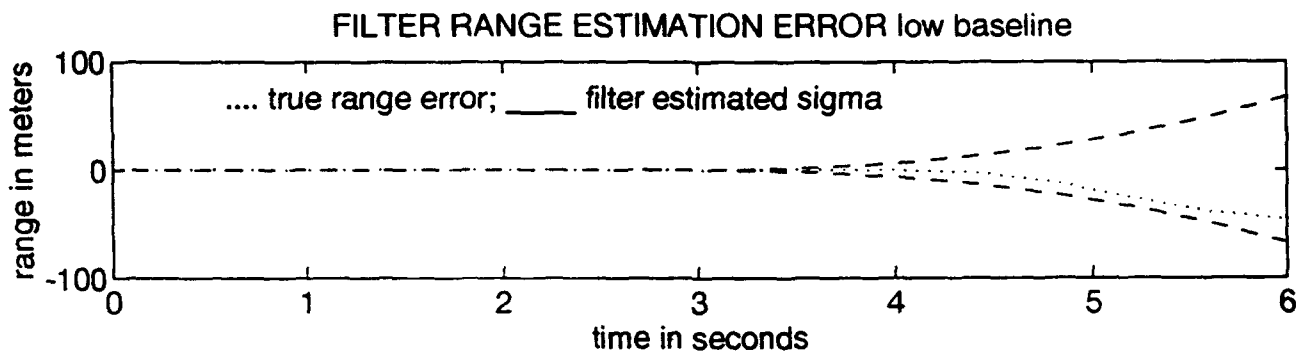 FILTER RANGE ESTIMATION ERROR low baseline
100
.... true range error; ____ filter estimated sigma
range in meters
0
-100
0 1 2 3 4 5 6
time in seconds